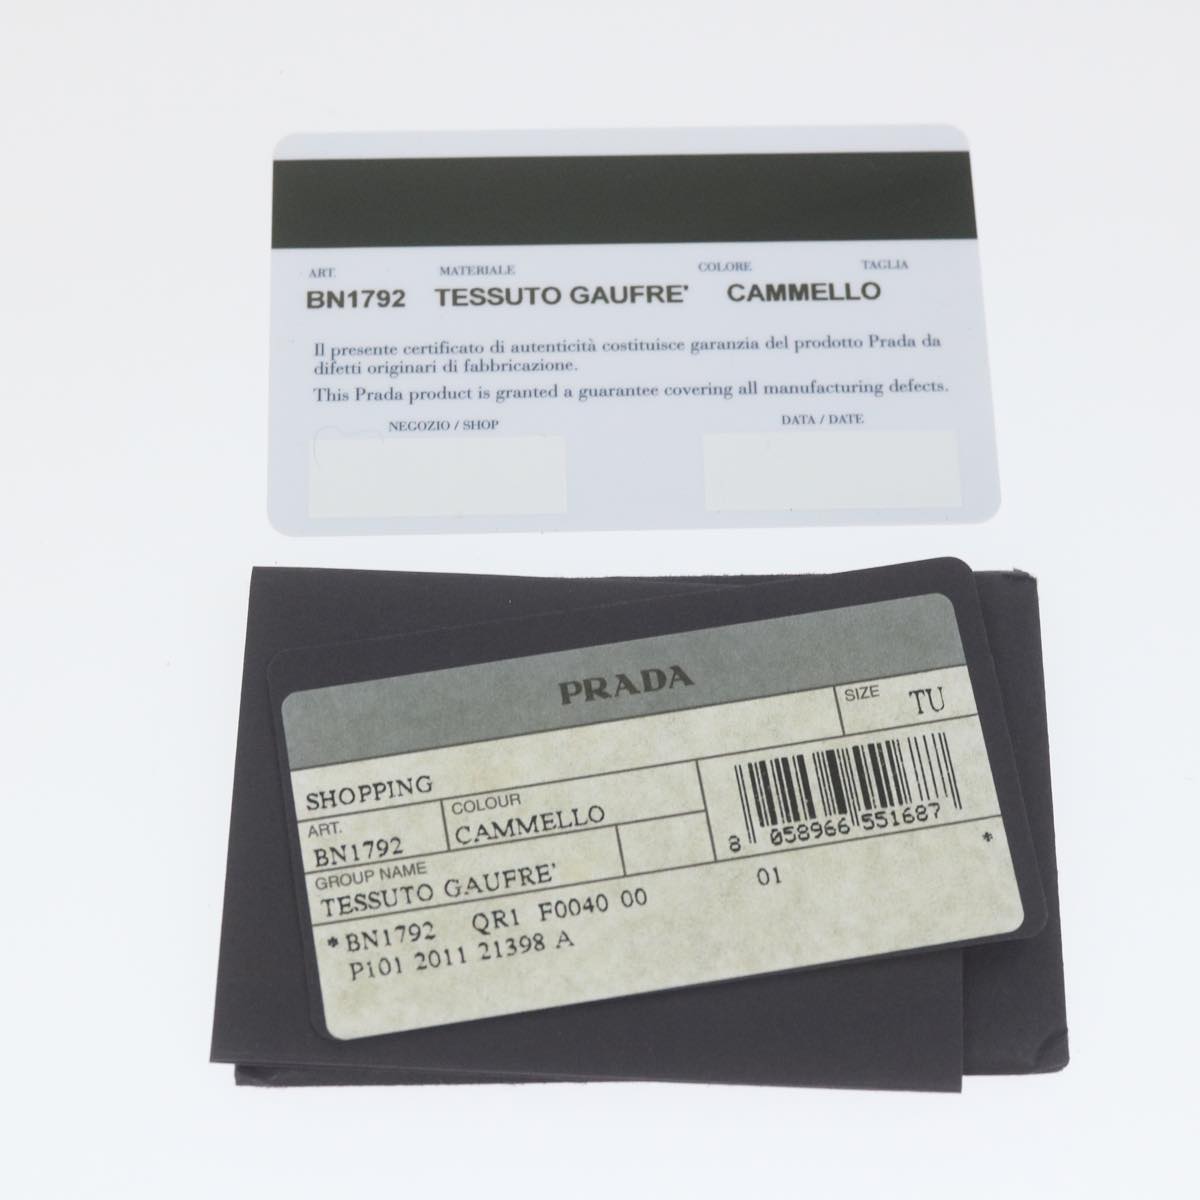 ART. MATERIALE COLORE TAGLIA
BN1792 TESSUTO GAUFRE' CAMMELLO
Il presente certificato di autenticità costituisce garanzia del prodotto Prada da
difetti originari di fabbricazione.
This Prada product is granted a guarantee covering all manufacturing defects.
NEGOZIO / SHOP DATA / DATE
PRADA
SHOPPING SIZE TU
ART. COLOUR
BN1792 CAMMELLO
8 058966 551687
GROUP NAME
TESSUTO GAUFRE' *
*BN1792 QR1 F0040 00 01
P101 2011 21398 A